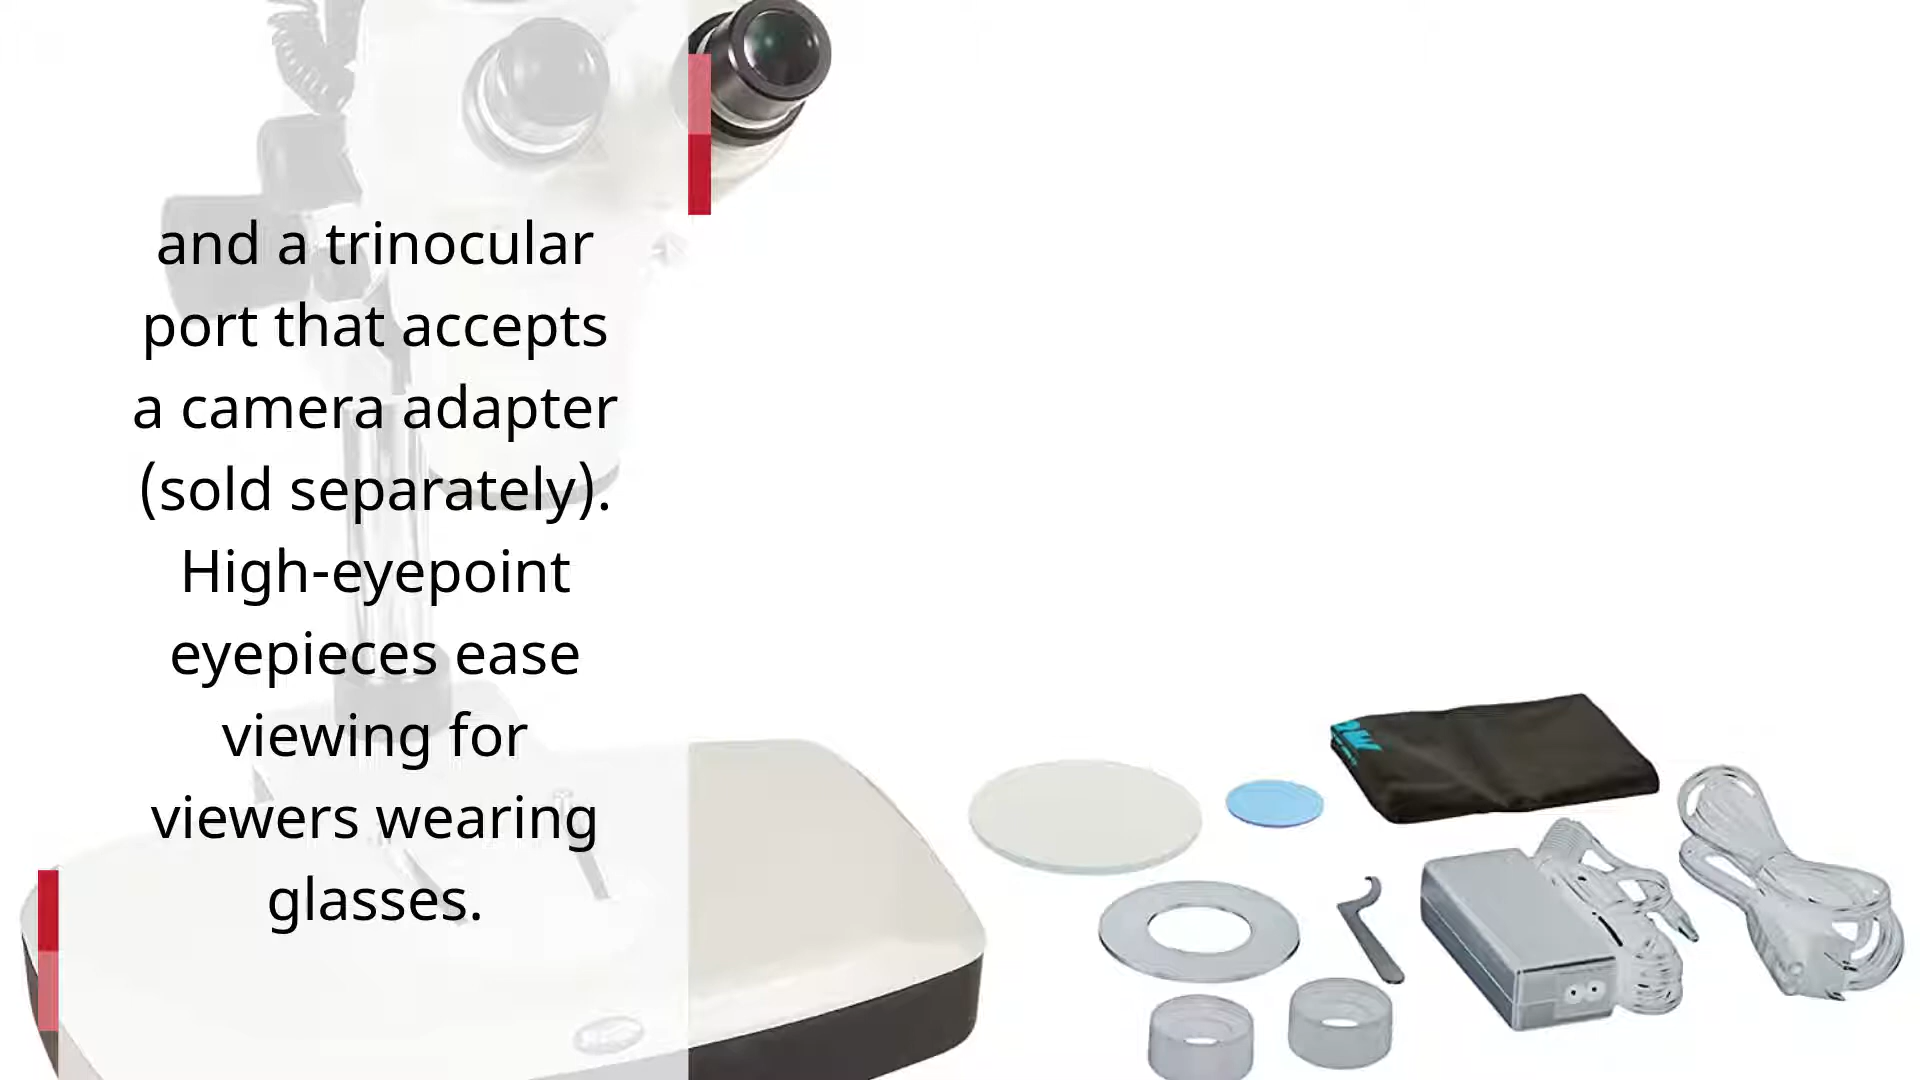 and a trinocular
port that accepts
a camera adapter
(sold separately).
High-eyepoint
eyepieces ease
viewing for
viewers wearing
glasses.